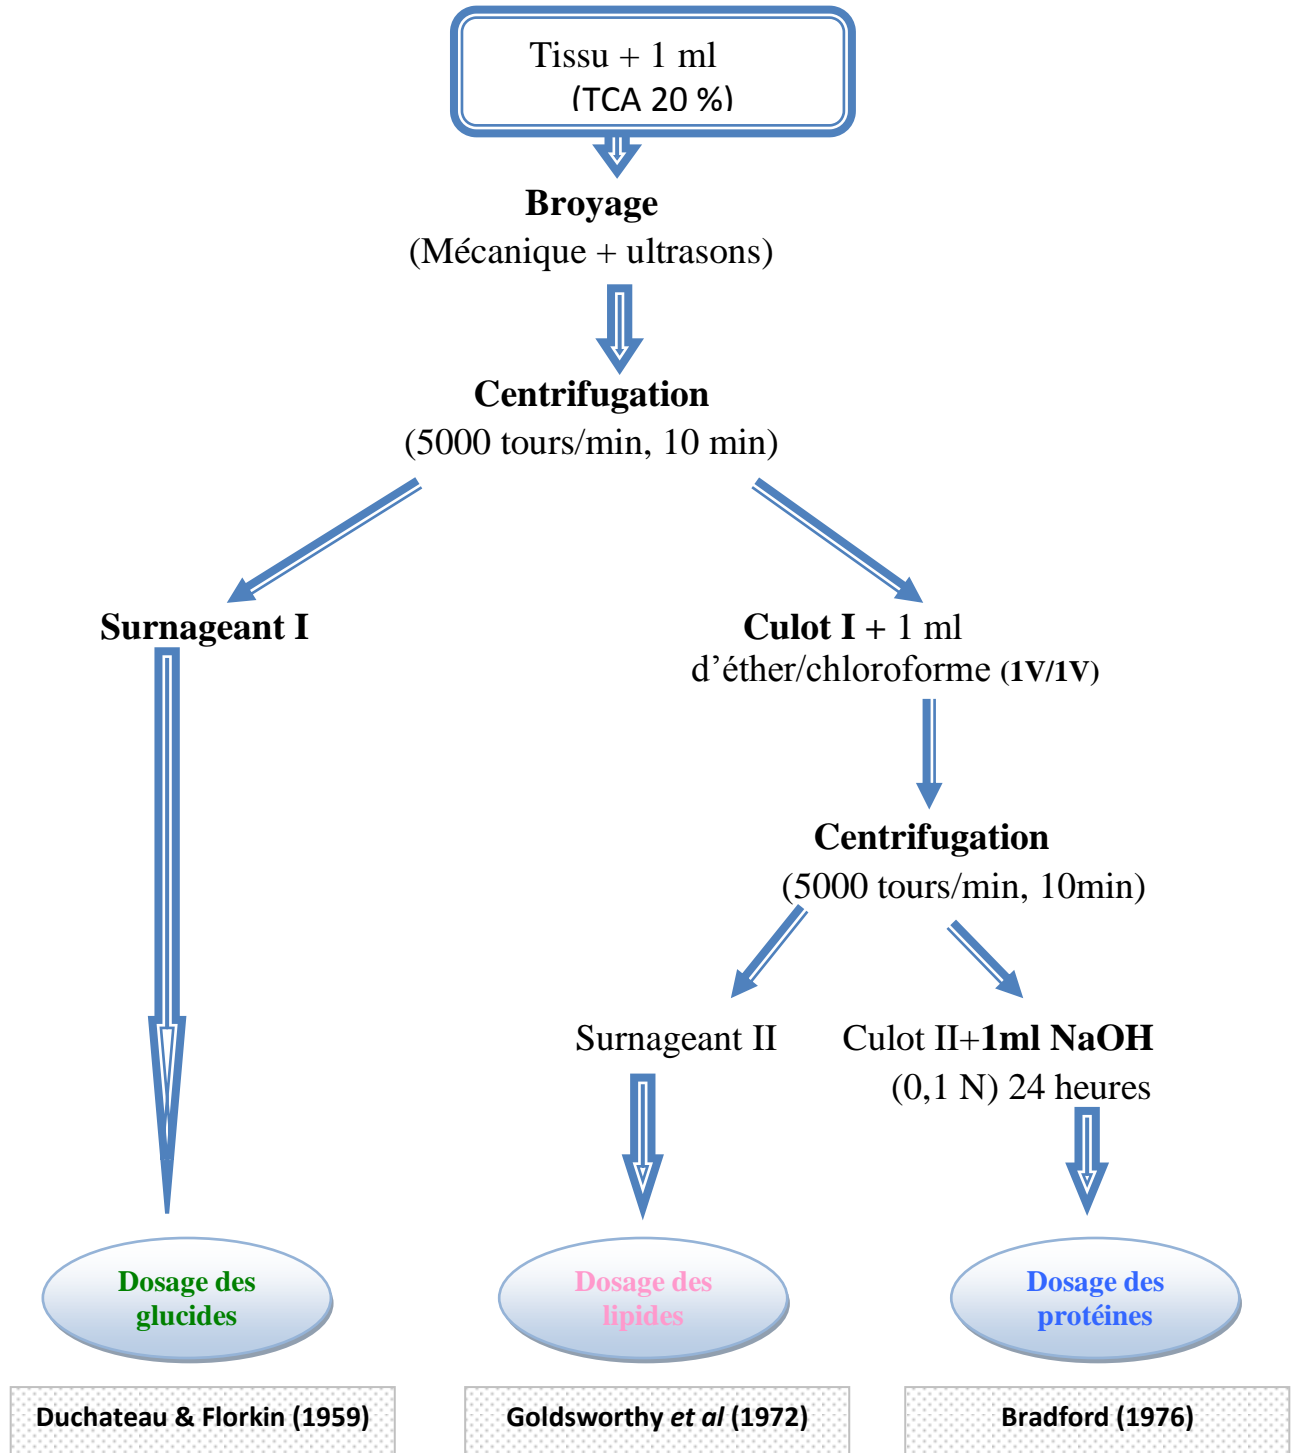 Tissu + 1 ml
(TCA 20 %)
Broyage
(Mécanique + ultrasons)
Centrifugation
(5000 tours/min, 10 min)
Surnageant I
Culot I + 1 ml
d’éther/chloroforme (1V/1V)
Centrifugation
(5000 tours/min, 10min)
Surnageant II
Culot II+1ml NaOH
(0,1 N) 24 heures
Dosage des
glucides
Dosage des
lipides
Dosage des
protéines
Duchateau & Florkin (1959)
Goldsworthy et al (1972)
Bradford (1976)